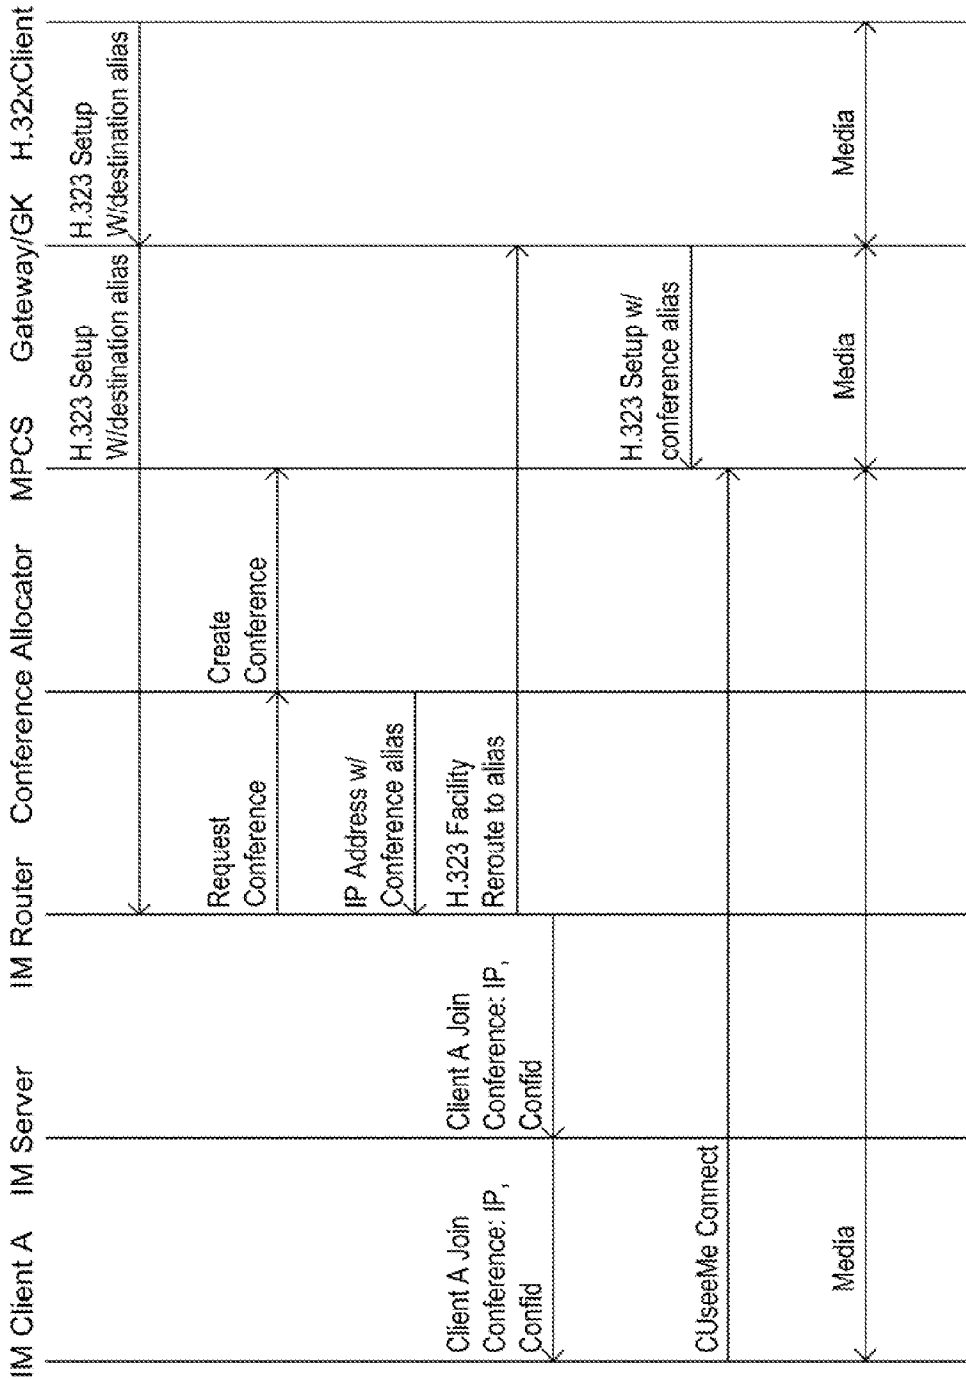 IM Client A
IM Server
IM Router
Conference Allocator
MPCS
Gateway/GK
H.32xClient
H.323 Setup
W/destination alias
H.323 Setup
W/destination alias
Request
Conference
Create
Conference
IP Address w/
Conference alias
H.323 Facility
Reroute to alias
Client A Join
Conference: IP,
Confid
Client A Join
Conference: IP,
Confid
H.323 Setup w/
conference alias
CUseeMe Connect
Media
Media
Media